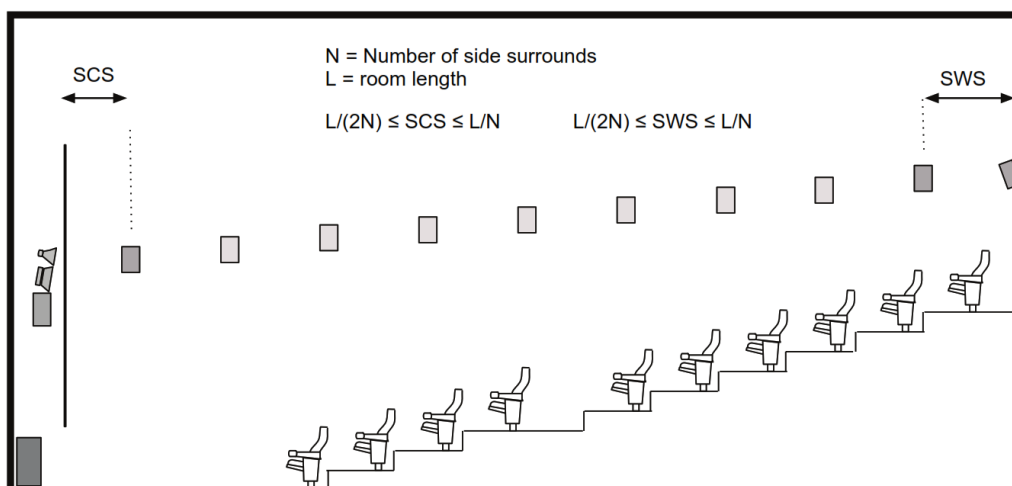 N = Number of side surrounds
L = room length
SCS
SWS
L/(2N) ≤ SCS ≤ L/N
L/(2N) ≤ SWS ≤ L/N